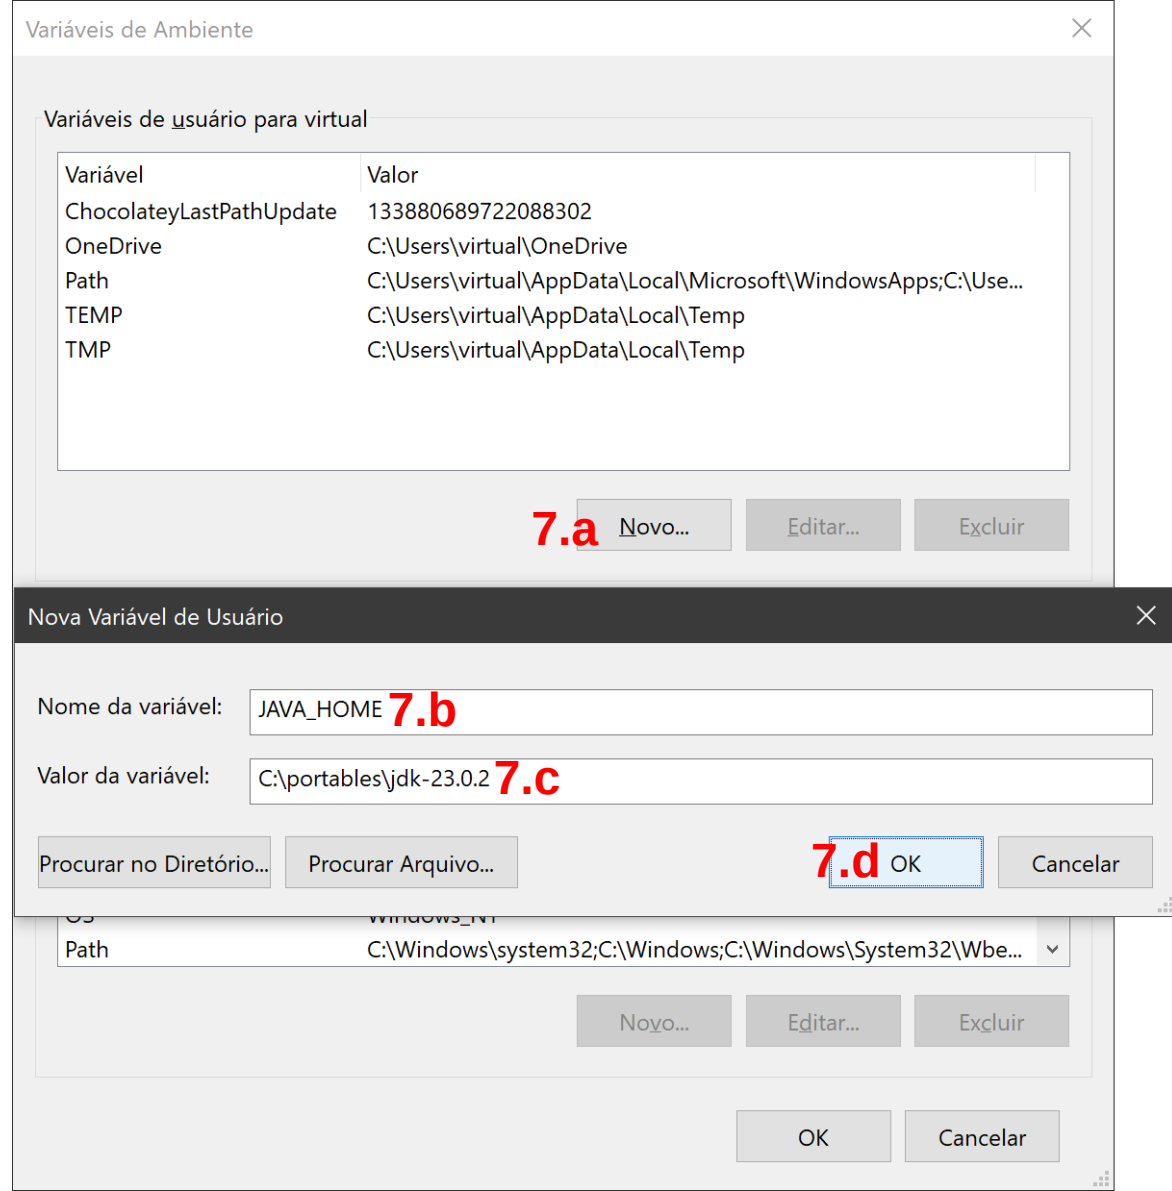 Variáveis de Ambiente
Variáveis de usuário para virtual
Variável Valor
ChocolateyLastPathUpdate 133880689722088302
OneDrive C:\Users\virtual\OneDrive
Path C:\Users\virtual\AppData\Local\Microsoft\WindowsApps;C:\Use...
TEMP C:\Users\virtual\AppData\Local\Temp
TMP C:\Users\virtual\AppData\Local\Temp
7.a Novo... Editar... Excluir
Nova Variável de Usuário
Nome da variável: JAVA_HOME 7.b
Valor da variável: C:\portables\jdk-23.0.2 7.c
Procurar no Diretório... Procurar Arquivo... 7.d OK Cancelar
OS Windows_NT
Path C:\Windows\system32;C:\Windows;C:\Windows\System32\Wbe...
Novo... Editar... Excluir
OK Cancelar